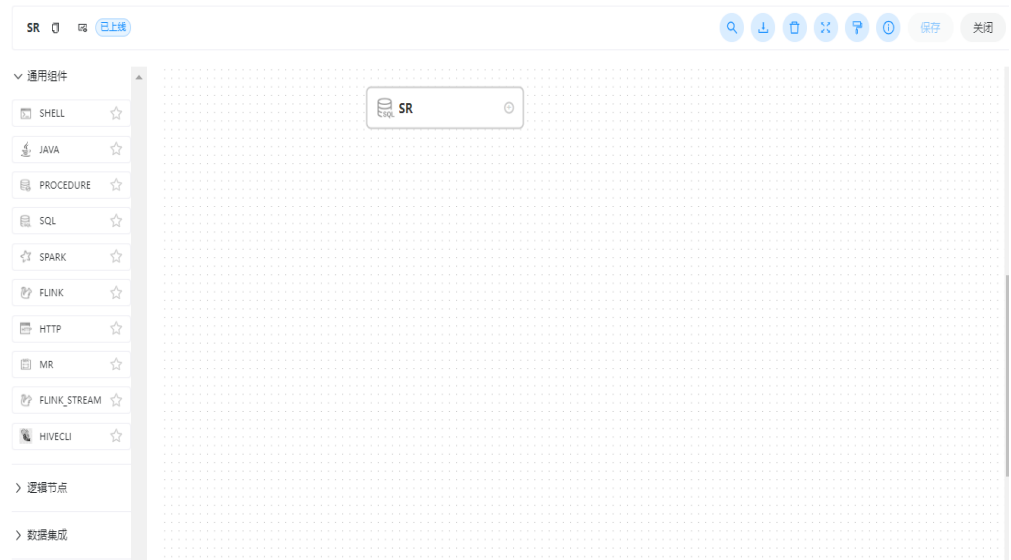 SR 已上线 保存 关闭
通用组件
SHELL
JAVA
PROCEDURE
SQL
SPARK
FLINK
HTTP
MR
FLINK_STREAM
HIVECLI
逻辑节点
数据集成
SQL SR